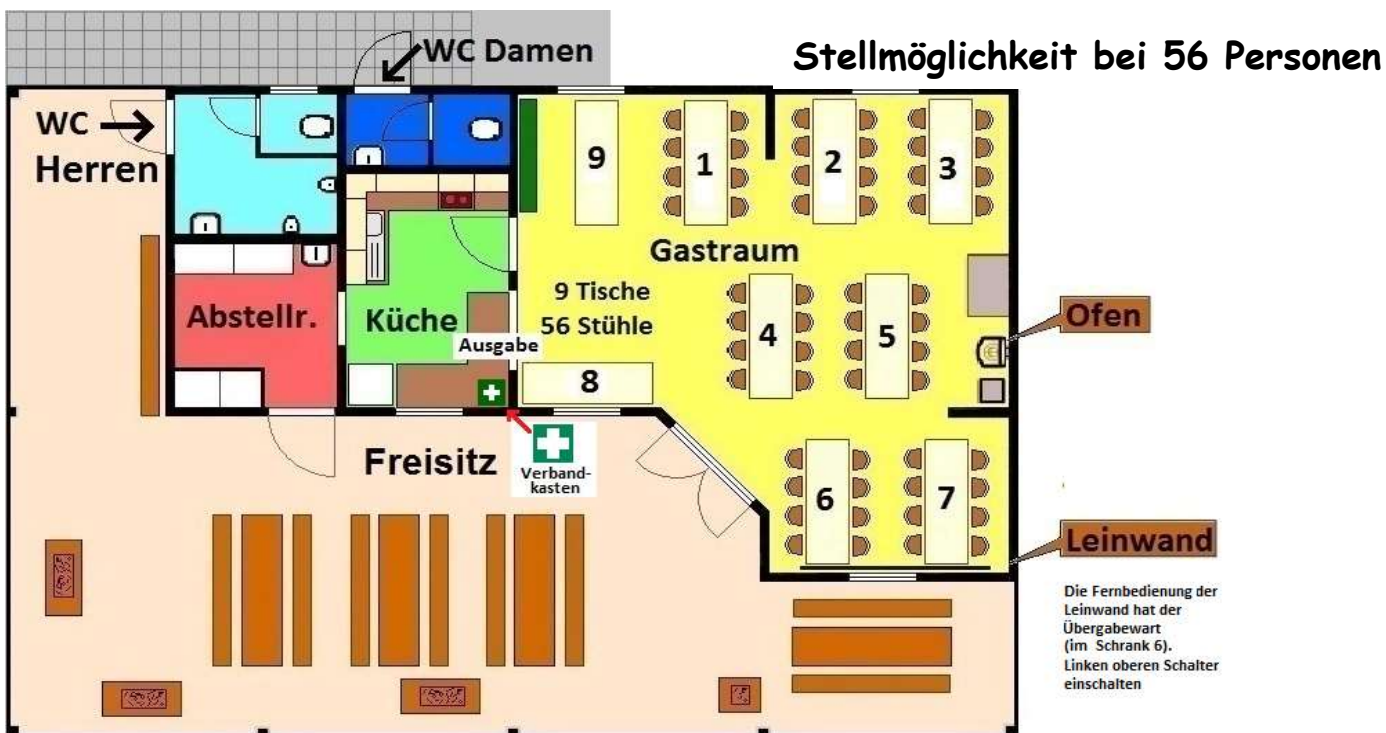 Stellmöglichkeit bei 56 Personen
WC Damen
WC
Herren
9
1
2
3
Gastraum
9 Tische
56 Stühle
4
5
Ofen
Abstellr.
Küche
Ausgabe
8
Freisitz
Verband-
kasten
6
7
Leinwand
Die Fernbedienung der
Leinwand hat der
Übergabewart
(im Schrank 6).
Linken oberen Schalter
einschalten